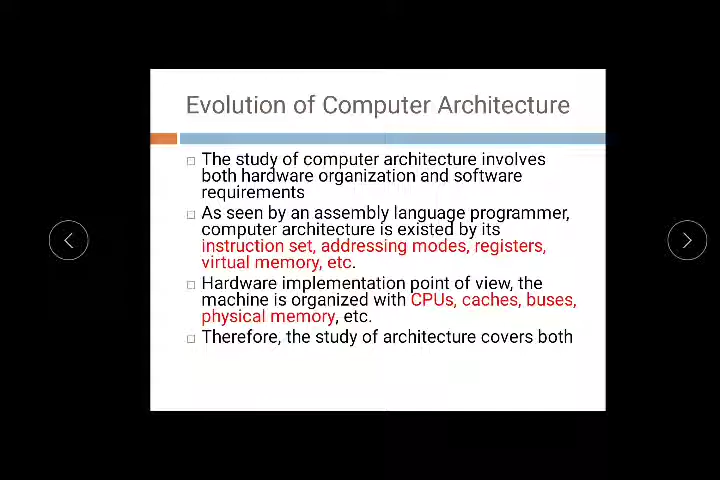 Evolution of Computer Architecture
The study of computer architecture involves
both hardware organization and software
requirements
As seen by an assembly language programmer,
computer architecture is existed by its
instruction set, addressing modes, registers,
virtual memory, etc.
Hardware implementation point of view, the
machine is organized with CPUs, caches, buses,
physical memory, etc.
Therefore, the study of architecture covers both